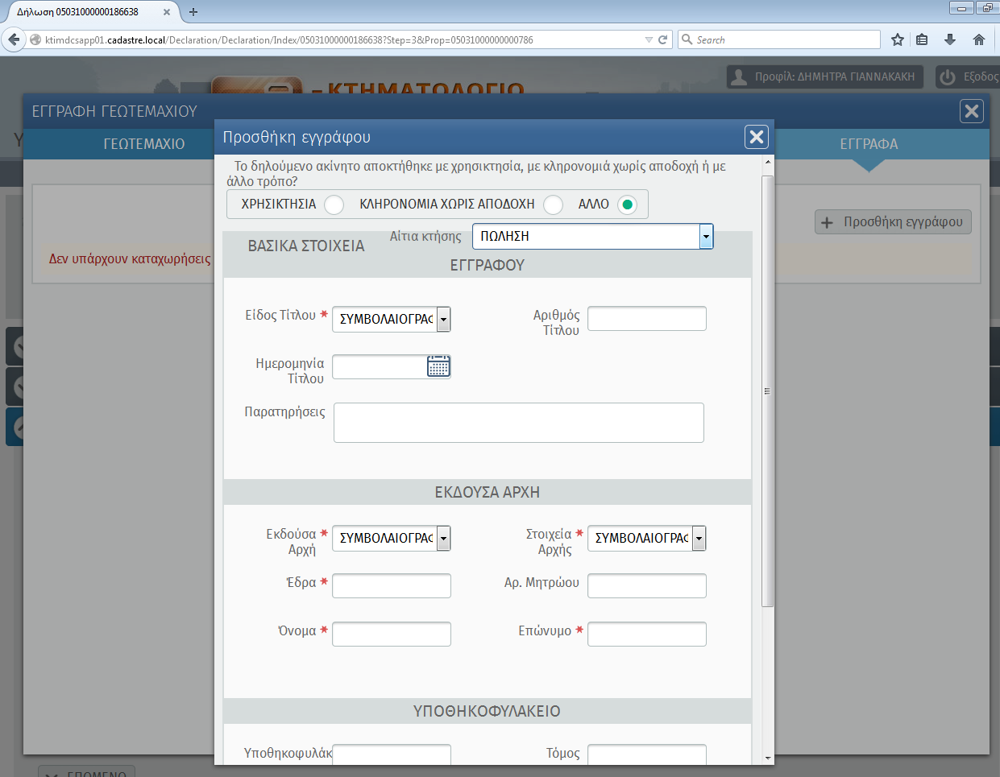 Δήλωση 05031000000186638
ktimdcsapp01.cadastre.local/Declaration/Declaration/Index/05031000000186638?Step=3&Prop=05031000000000786
Search
- ΚΤΗΜΑΤΟΛΟΓΙΟ
Προφίλ: ΔΗΜΗΤΡΑ ΓΙΑΝΝΑΚΑΚΗ
Εξοδος
ΕΓΓΡΑΦΗ ΓΕΩΤΕΜΑΧΙΟΥ
ΓΕΩΤΕΜΑΧΙΟ
ΕΓΓΡΑΦΑ
Προσθήκη εγγράφου
Δεν υπάρχουν καταχωρήσεις
Προσθήκη εγγράφου
Το δηλούμενο ακίνητο αποκτήθηκε με χρησικτησία, με κληρονομιά χωρίς αποδοχή ή με
άλλο τρόπο?
ΧΡΗΣΙΚΤΗΣΙΑ ΚΛΗΡΟΝΟΜΙΑ ΧΩΡΙΣ ΑΠΟΔΟΧΗ ΑΛΛΟ
Αίτια κτήσης ΠΩΛΗΣΗ
ΒΑΣΙΚΑ ΣΤΟΙΧΕΙΑ
ΕΓΓΡΑΦΟΥ
Είδος Τίτλου * ΣΥΜΒΟΛΑΙΟΓΡΑΦ
Αριθμός
Τίτλου
Ημερομηνία
Τίτλου
Παρατηρήσεις
ΕΚΔΟΥΣΑ ΑΡΧΗ
Εκδούσα *
Αρχή
ΣΥΜΒΟΛΑΙΟΓΡΑΦ
Στοιχεία *
Αρχής
ΣΥΜΒΟΛΑΙΟΓΡΑΦ
Έδρα *
Αρ. Μητρώου
Όνομα *
Επώνυμο *
ΥΠΟΘΗΚΟΦΥΛΑΚΕΙΟ
Υποθηκοφυλάκ
Τόμος
ΕΠΟΜΕΝΟ